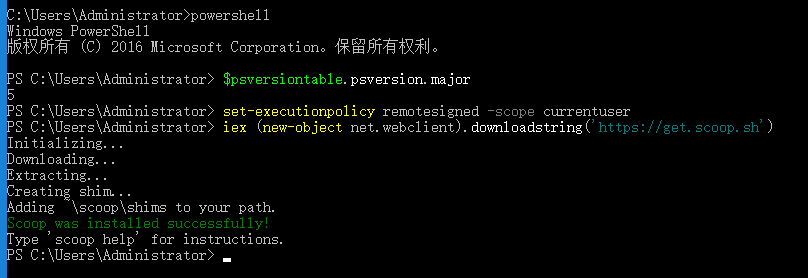 C:\Users\Administrator>powershell
Windows PowerShell
版权所有 (C) 2016 Microsoft Corporation。保留所有权利。
PS C:\Users\Administrator> $psversiontable.psversion.major
5
PS C:\Users\Administrator> set-executionpolicy remotesigned -scope currentuser
PS C:\Users\Administrator> iex (new-object net.webclient).downloadstring('https://get.scoop.sh')
Initializing...
Downloading...
Extracting...
Creating shim...
Adding ~\scoop\shims to your path.
Scoop was installed successfully!
Type 'scoop help' for instructions.
PS C:\Users\Administrator> _